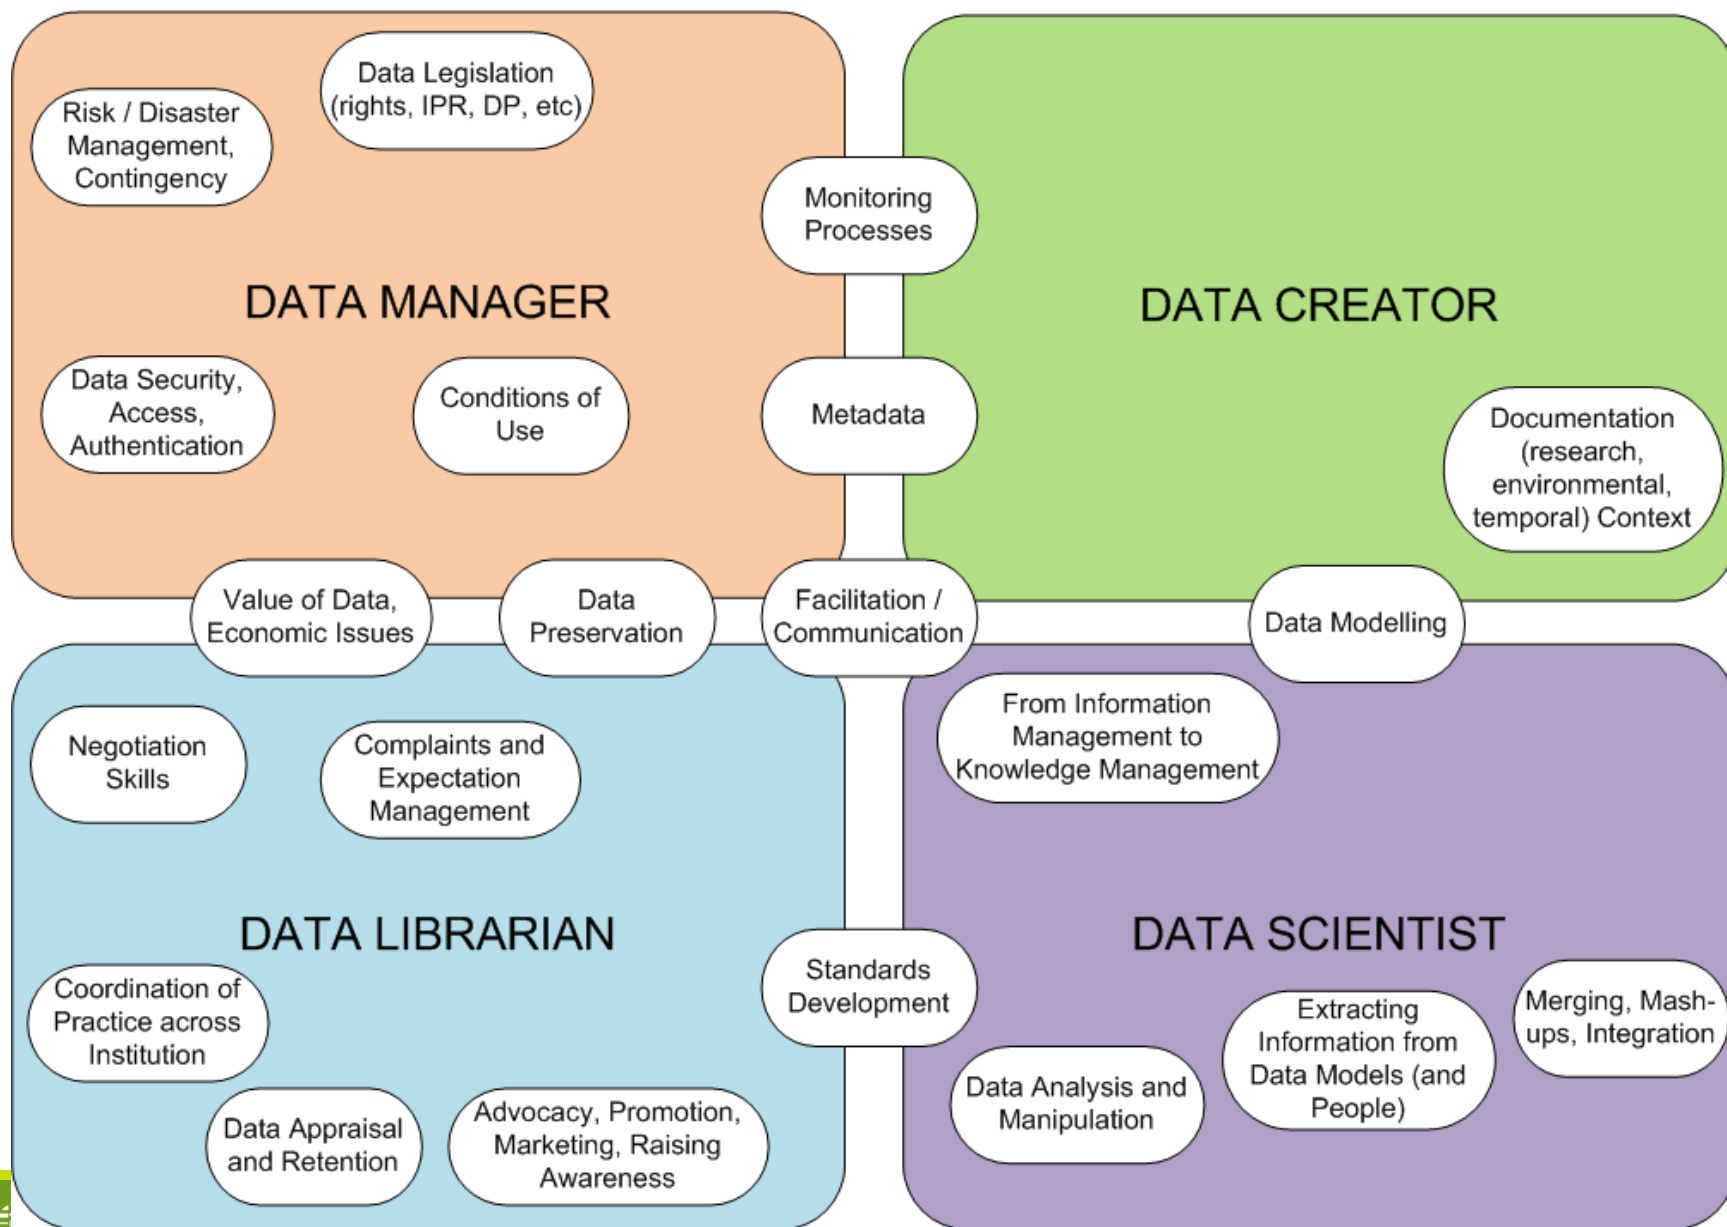 Data Legislation
(rights, IPR, DP, etc)
Risk / Disaster
Management,
Contingency
Monitoring
Processes
DATA MANAGER
DATA CREATOR
Data Security,
Access,
Authentication
Conditions of
Use
Metadata
Documentation
(research,
environmental,
temporal) Context
Value of Data,
Economic Issues
Data
Preservation
Facilitation /
Communication
Data Modelling
Negotiation
Skills
Complaints and
Expectation
Management
From Information
Management to
Knowledge Management
DATA LIBRARIAN
DATA SCIENTIST
Coordination of
Practice across
Institution
Standards
Development
Data Appraisal
and Retention
Advocacy, Promotion,
Marketing, Raising
Awareness
Data Analysis and
Manipulation
Extracting
Information from
Data Models (and
People)
Merging, Mash-
ups, Integration